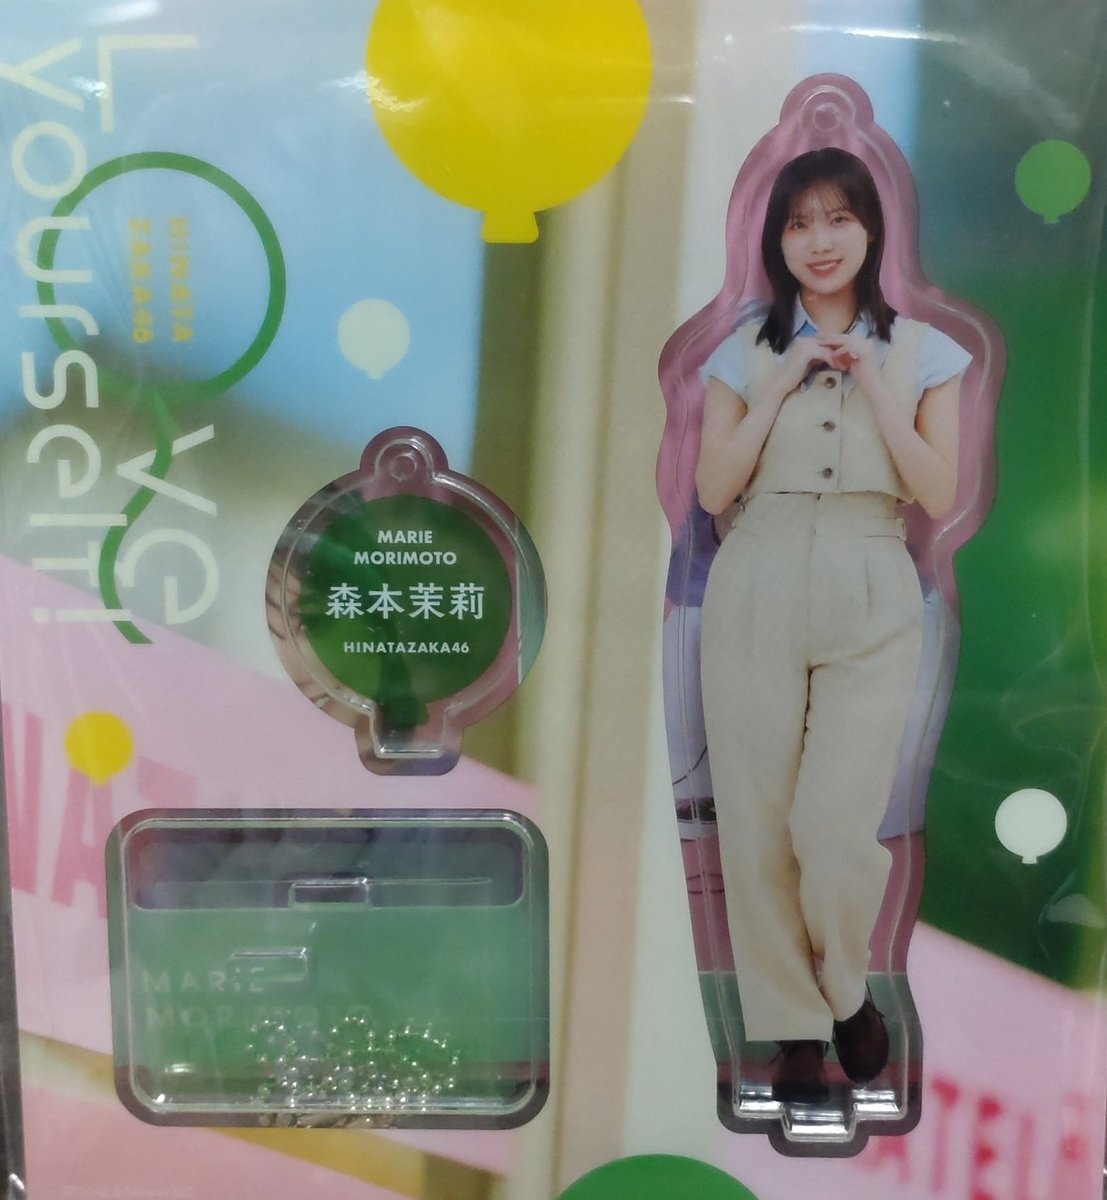 Love
yourself!
HINATA
ZAKA46
MARIE
MORIMOTO
森本茉莉
HINATAZAKA46
MARIE
MORIMOTO